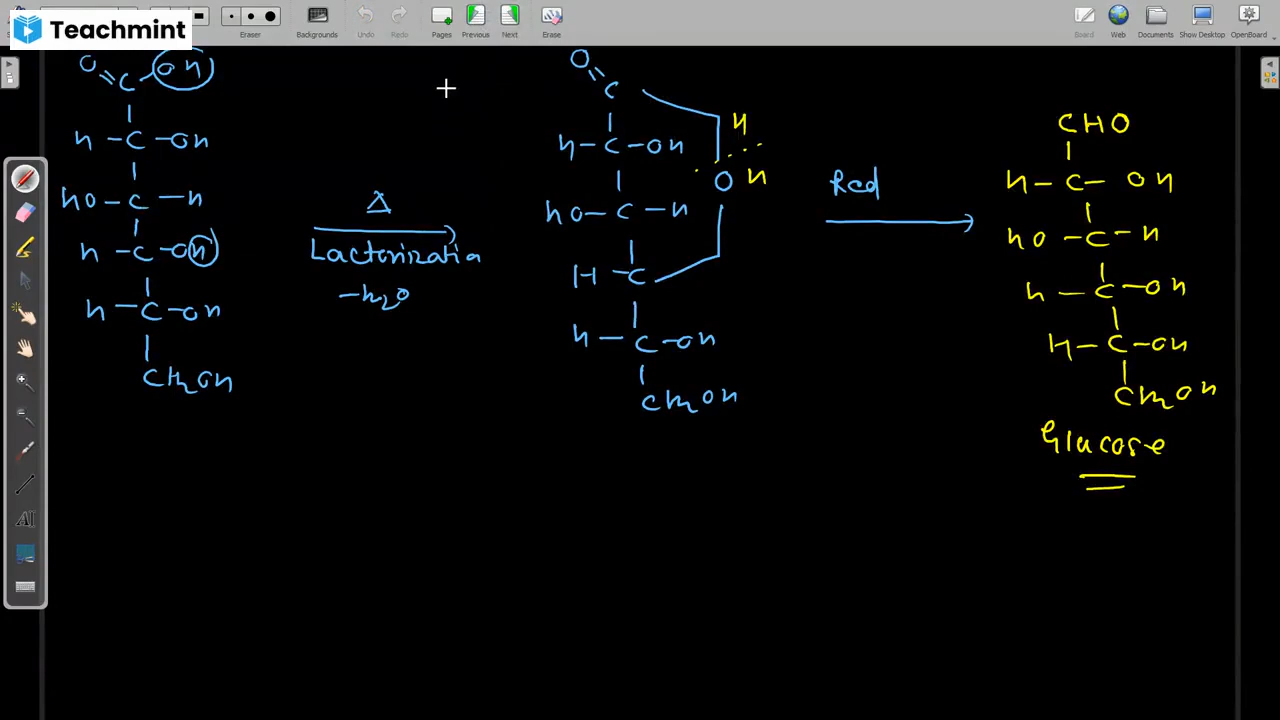 Teachmint
Eraser
Backgrounds
Undo
Redo
Pages
Previous
Next
Erase
Board
Web
Documents
Show Desktop
OpenBoard
O
C OH
H - C - OH
HO - C - H
H - C - OH
H - C - OH
CH2OH
Δ
Lactonization
-H2O
O
C
H - C - OH
HO - C - H
H - C
H - C - OH
CH2OH
H
O H
Red
CHO
H - C - OH
HO - C - H
H - C - OH
H - C - OH
CH2OH
Glucose